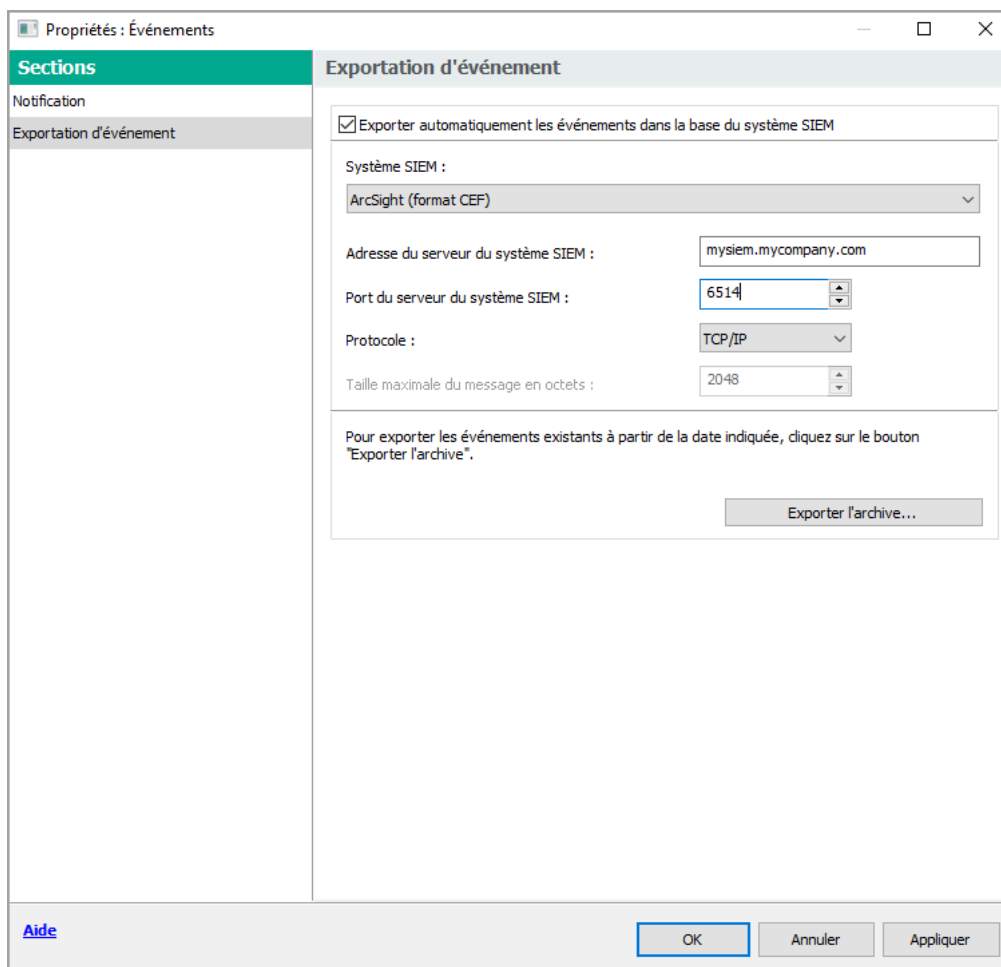 Propriétés : Événements
Sections
Notification
Exportation d'événement
Exportation d'événement
Exporter automatiquement les événements dans la base du système SIEM
Système SIEM :
ArcSight (format CEF)
Adresse du serveur du système SIEM :
mysiem.mycompany.com
Port du serveur du système SIEM :
6514
Protocole :
TCP/IP
Taille maximale du message en octets :
2048
Pour exporter les événements existants à partir de la date indiquée, cliquez sur le bouton
"Exporter l'archive".
Exporter l'archive...
Aide
OK
Annuler
Appliquer